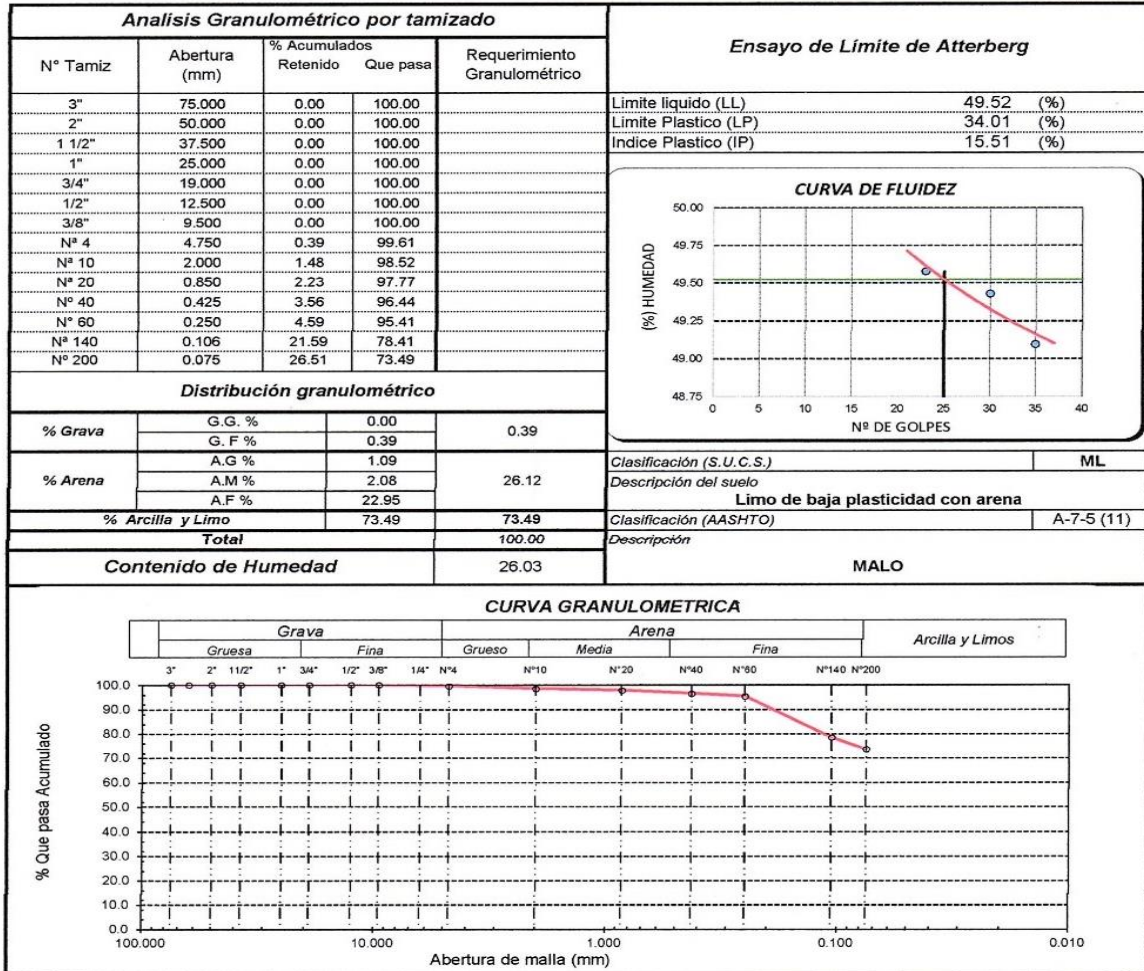 Analisis Granulométrico por tamizado
N° Tamiz Abertura (mm) % Acumulados Retenido Que pasa Requerimiento Granulométrico
3" 75.000 0.00 100.00
2" 50.000 0.00 100.00
1 1/2" 37.500 0.00 100.00
1" 25.000 0.00 100.00
3/4" 19.000 0.00 100.00
1/2" 12.500 0.00 100.00
3/8" 9.500 0.00 100.00
Nª 4 4.750 0.39 99.61
Nª 10 2.000 1.48 98.52
Nª 20 0.850 2.23 97.77
Nº 40 0.425 3.56 96.44
N° 60 0.250 4.59 95.41
Nª 140 0.106 21.59 78.41
Nº 200 0.075 26.51 73.49
Distribución granulométrico
% Grava G.G. % 0.00 0.39
G. F % 0.39
% Arena A.G % 1.09 26.12
A.M % 2.08
A.F % 22.95
% Arcilla y Limo 73.49 73.49
Total 100.00
Contenido de Humedad 26.03
Ensayo de Límite de Atterberg
Limite liquido (LL) 49.52 (%)
Limite Plastico (LP) 34.01 (%)
Indice Plastico (IP) 15.51 (%)
CURVA DE FLUIDEZ
(%) HUMEDAD
50.00
49.75
49.50
49.25
49.00
48.75
0 5 10 15 20 25 30 35 40
Nº DE GOLPES
Clasificación (S.U.C.S.) ML
Descripción del suelo
Limo de baja plasticidad con arena
Clasificación (AASHTO) A-7-5 (11)
Descripción
MALO
CURVA GRANULOMETRICA
Grava Arena Arcilla y Limos
Gruesa Fina Grueso Media Fina
3" 2" 11/2" 1" 3/4" 1/2" 3/8" 1/4" N°4 N°10 N°20 N°40 N°60 N°140 N°200
% Que pasa Acumulado
100.0
90.0
80.0
70.0
60.0
50.0
40.0
30.0
20.0
10.0
0.0
100.000 10.000 1.000 0.100 0.010
Abertura de malla (mm)